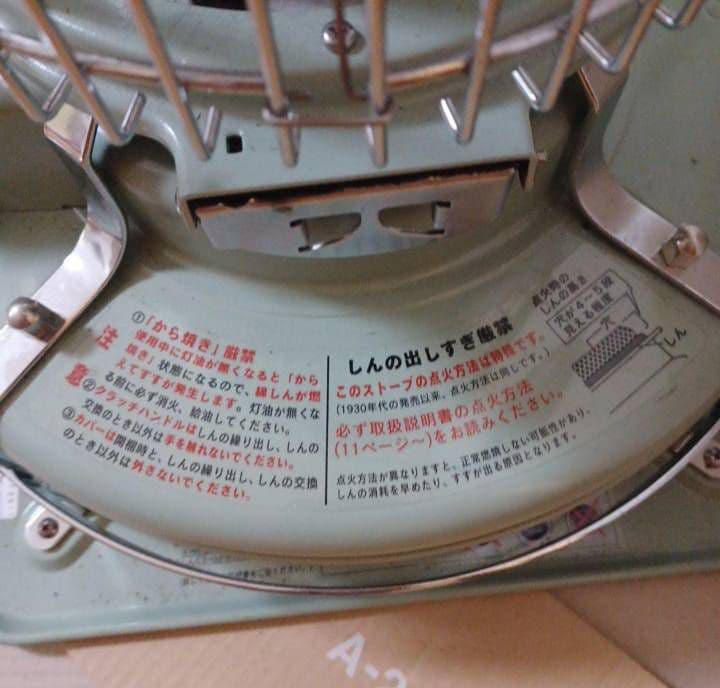 注意
①「から焼き」厳禁
使用中に灯油が無くなると「から
焼き」状態になるので、綿しんが燃
えてすすが発生します。灯油が無くな
る前に必ず消火、給油してください。
②クラッチハンドルはしんの繰り出し、しんの
交換のとき以外は手を触れないでください。
③カバーは開梱時と、しんの繰り出し、しんの交換
のとき以外は外さないでください。
しんの出しすぎ厳禁
このストーブの点火方法は特殊です。
(1930年代の発売以来、点火方法は同じです。)
必ず取扱説明書の点火方法
(11ページ〜)をお読みください。
点火方法が異なりますと、正常燃焼しない可能性があり、
しんの消耗を早めたり、すすが出る原因となります。
点火時の
しんの高さ
穴が4〜5段
見える程度
穴
しん